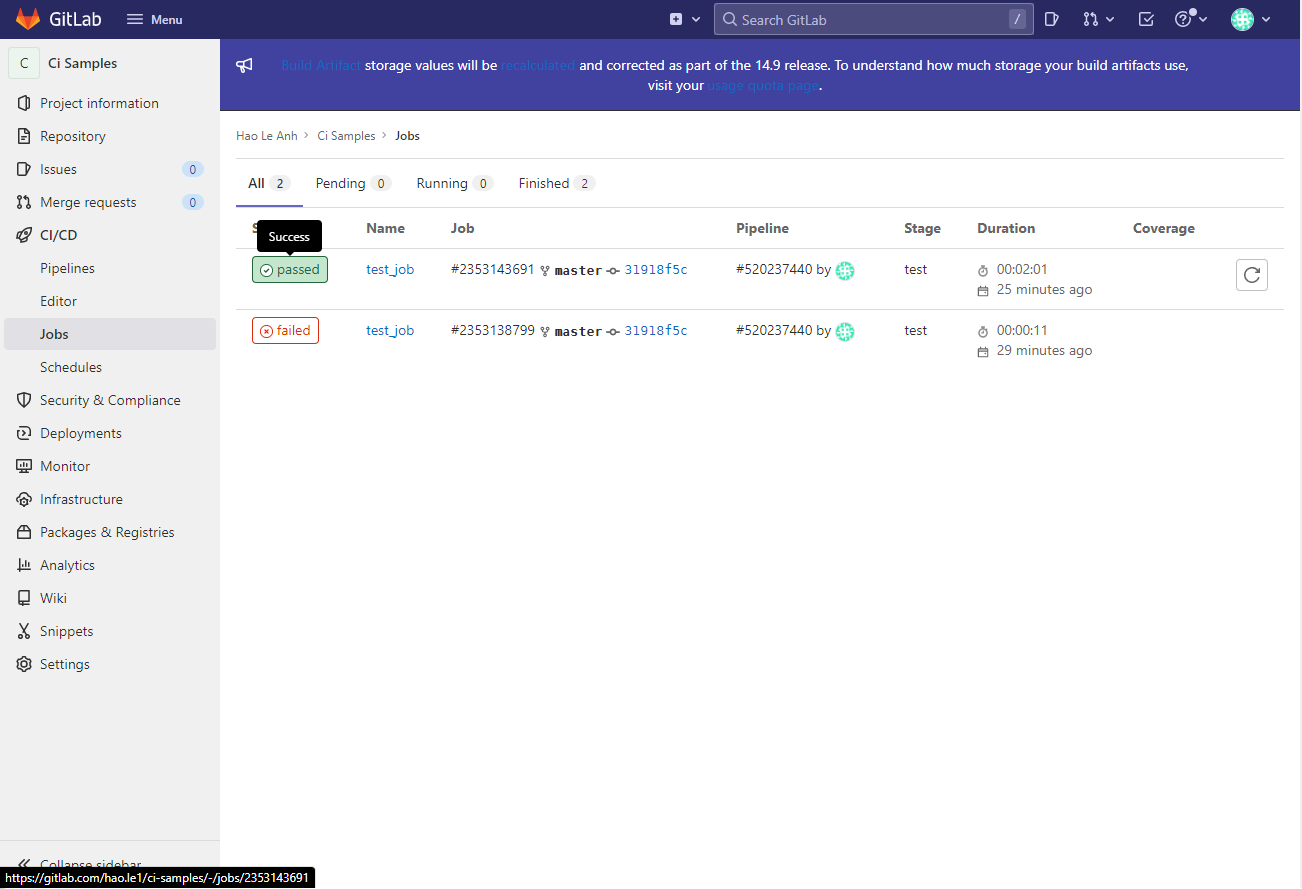 GitLab Menu Search GitLab /
C Ci Samples
Project information
Repository
Issues 0
Merge requests 0
CI/CD
Pipelines
Editor
Jobs
Schedules
Security & Compliance
Deployments
Monitor
Infrastructure
Packages & Registries
Analytics
Wiki
Snippets
Settings
Collapse sidebar
https://gitlab.com/hao.le1/ci-samples/-/jobs/2353143691
Build Artifact storage values will be recalculated and corrected as part of the 14.9 release. To understand how much storage your build artifacts use,
visit your usage quota page.
Hao Le Anh > Ci Samples > Jobs
All 2 Pending 0 Running 0 Finished 2
Success
Name Job Pipeline Stage Duration Coverage
passed test_job #2353143691 master 31918f5c #520237440 by test 00:02:01
25 minutes ago
failed test_job #2353138799 master 31918f5c #520237440 by test 00:00:11
29 minutes ago